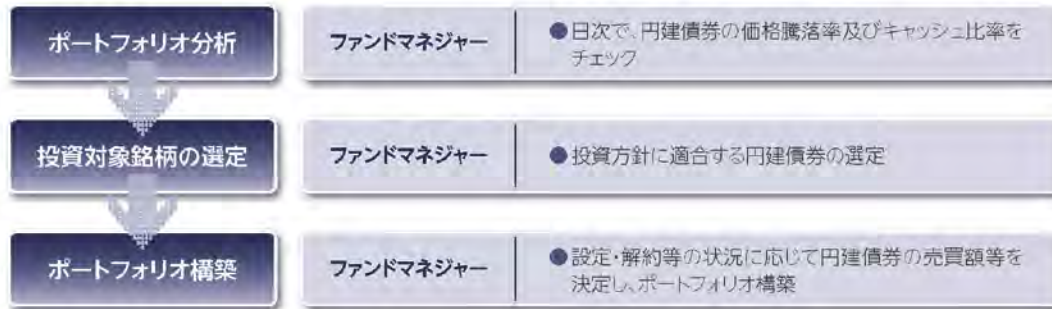 ポートフォリオ分析
ファンドマネジャー
●日次で、円建債券の価格騰落率及びキャッシュ比率を
チェック
投資対象銘柄の選定
ファンドマネジャー
●投資方針に適合する円建債券の選定
ポートフォリオ構築
ファンドマネジャー
●設定・解約等の状況に応じて円建債券の売買額等を
決定し、ポートフォリオ構築